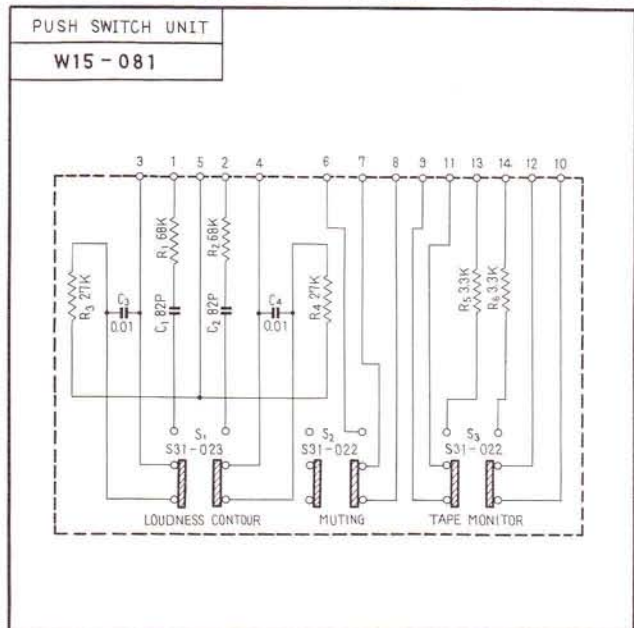 PUSH SWITCH UNIT
W15-081
3 1 5 2 4 6 7 8 9 11 13 14 12 10
R1 68K
R2 68K
R3 27K
C3
0.01
C1 82P
C2 82P
C4
0.01
R4 27K
R5 3.3K
R6 3.3K
S1
S31-023
S2
S31-022
S3
S31-022
LOUDNESS CONTOUR
MUTING
TAPE MONITOR